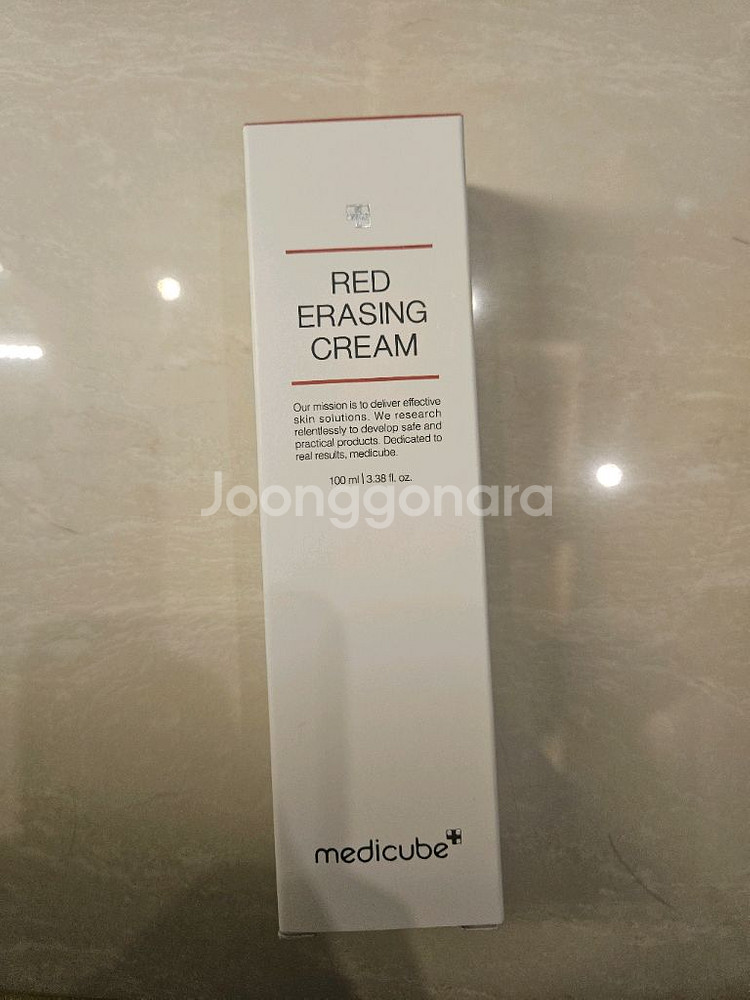 RED
ERASING
CREAM
Our mission is to deliver effective
skin solutions. We research
relentlessly to develop safe and
practical products. Dedicated to
real results, medicube.
100 ml | 3.38 fl. oz.
Joonggonara
medicube